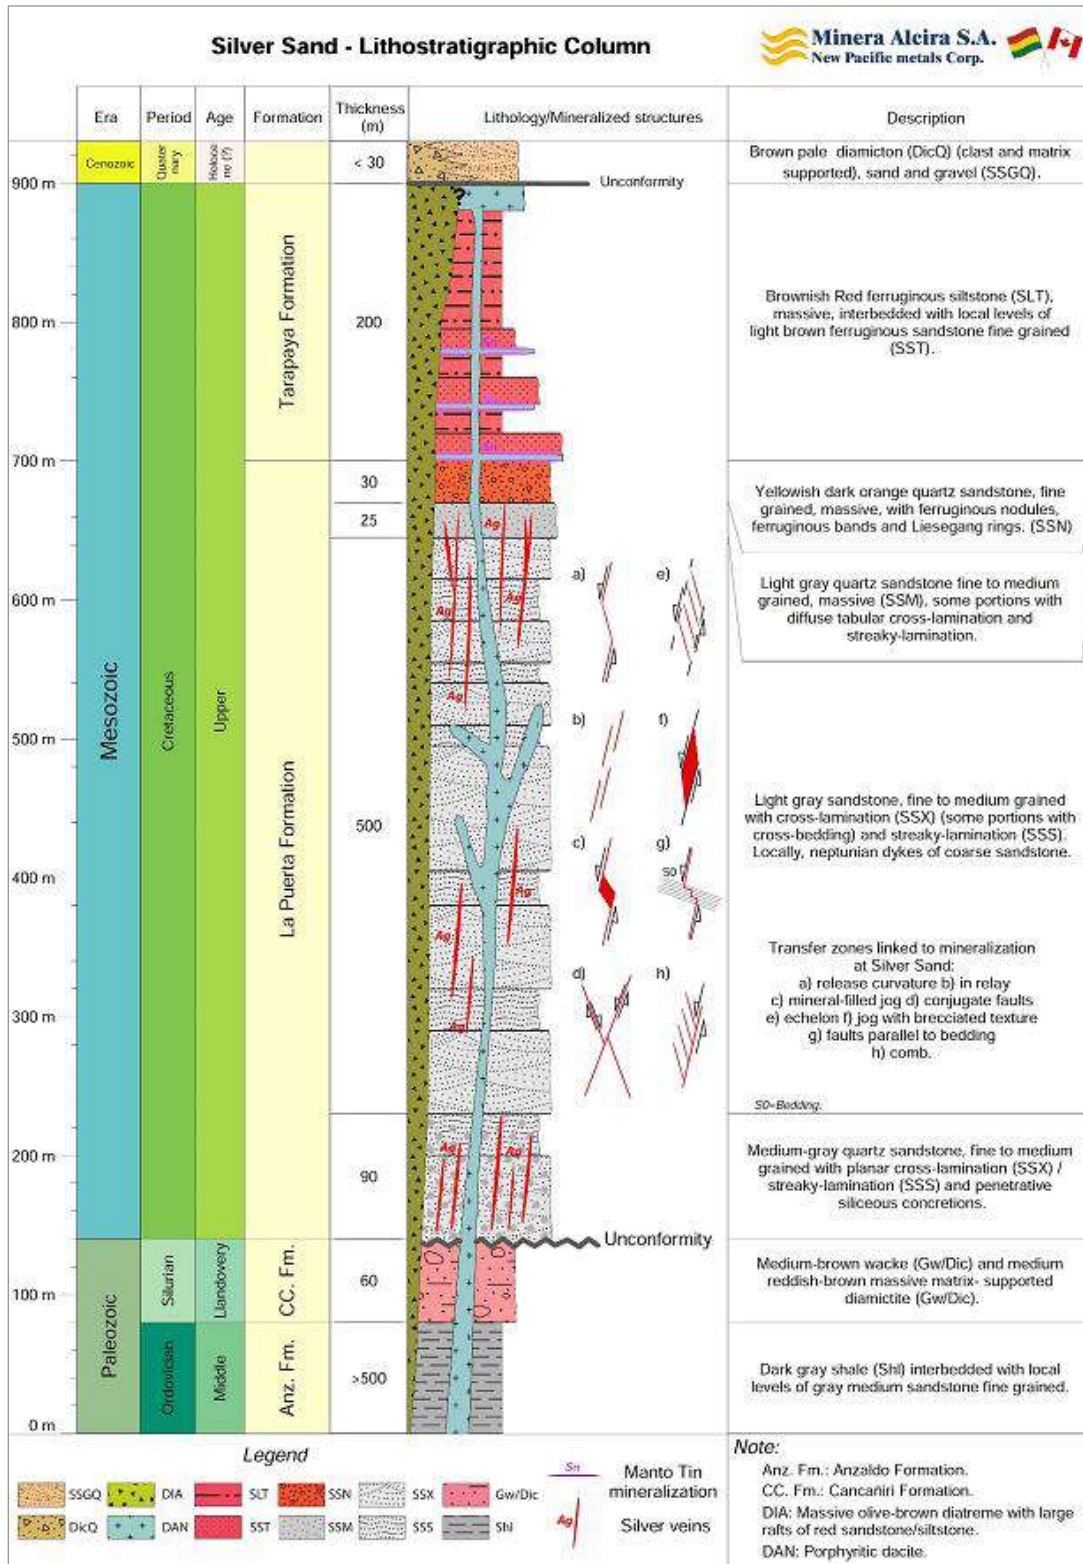 Silver Sand - Lithostratigraphic Column
Minera Alcira S.A.
New Pacific metals Corp.
Era
Period
Age
Formation
Thickness
(m)
Lithology/Mineralized structures
Description
Cenozoic
Quater
nary
< 30
Brown pale diamicton (DicQ) (clast and matrix
supported), sand and gravel (SSGQ).
900 m
Unconformity
?
Mesozoic
Cretaceous
Upper
Tarapaya Formation
200
Brownish Red ferruginous siltstone (SLT),
massive, interbedded with local levels of
light brown ferruginous sandstone fine grained
(SST).
800 m
Sn
Sn
Sn
700 m
La Puerta Formation
30
Yellowish dark orange quartz sandstone, fine
grained, massive, with ferruginous nodules,
ferruginous bands and Liesegang rings. (SSN)
25
Ag
Light gray quartz sandstone fine to medium
grained, massive (SSM), some portions with
diffuse tabular cross-lamination and
streaky-lamination.
600 m
Ag
Ag
Ag
a)
e)
500 m
b)
f)
500
Light gray sandstone, fine to medium grained
with cross-lamination (SSX) (some portions with
cross-bedding) and streaky-lamination (SSS).
Locally, neptunian dykes of coarse sandstone.
400 m
c)
g)
S0
Ag
Ag
Transfer zones linked to mineralization
at Silver Sand:
a) release curvature b) in relay
c) mineral-filled jog d) conjugate faults
e) echelon f) jog with brecciated texture
g) faults parallel to bedding
h) comb.
300 m
Ag
d)
h)
S0=Bedding.
200 m
90
Ag
Ag
Medium-gray quartz sandstone, fine to medium
grained with planar cross-lamination (SSX) /
streaky-lamination (SSS) and penetrative
siliceous concretions.
Unconformity
Paleozoic
Silurian
Llandovery
CC. Fm.
60
Medium-brown wacke (Gw/Dic) and medium
reddish-brown massive matrix- supported
diamictite (Gw/Dic).
100 m
Ordovician
Middle
Anz. Fm.
>500
Dark gray shale (Shl) interbedded with local
levels of gray medium sandstone fine grained.
0 m
Legend
SSGQ
DIA
SLT
SSN
SSX
Gw/Dic
DicQ
DAN
SST
SSM
SSS
Shl
Sn
Manto Tin
mineralization
Ag
Silver veins
Note:
Anz. Fm.: Anzaldo Formation.
CC. Fm.: Cancañiri Formation.
DIA: Massive olive-brown diatreme with large
rafts of red sandstone/siltstone.
DAN: Porphyritic dacite.